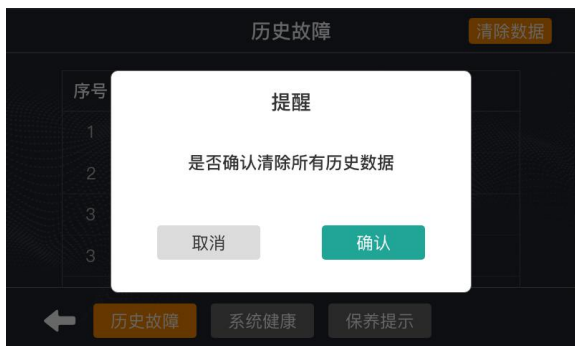 历史故障
清除数据
序号
1
2
3
3
提醒
是否确认清除所有历史数据
取消
确认
历史故障
系统健康
保养提示